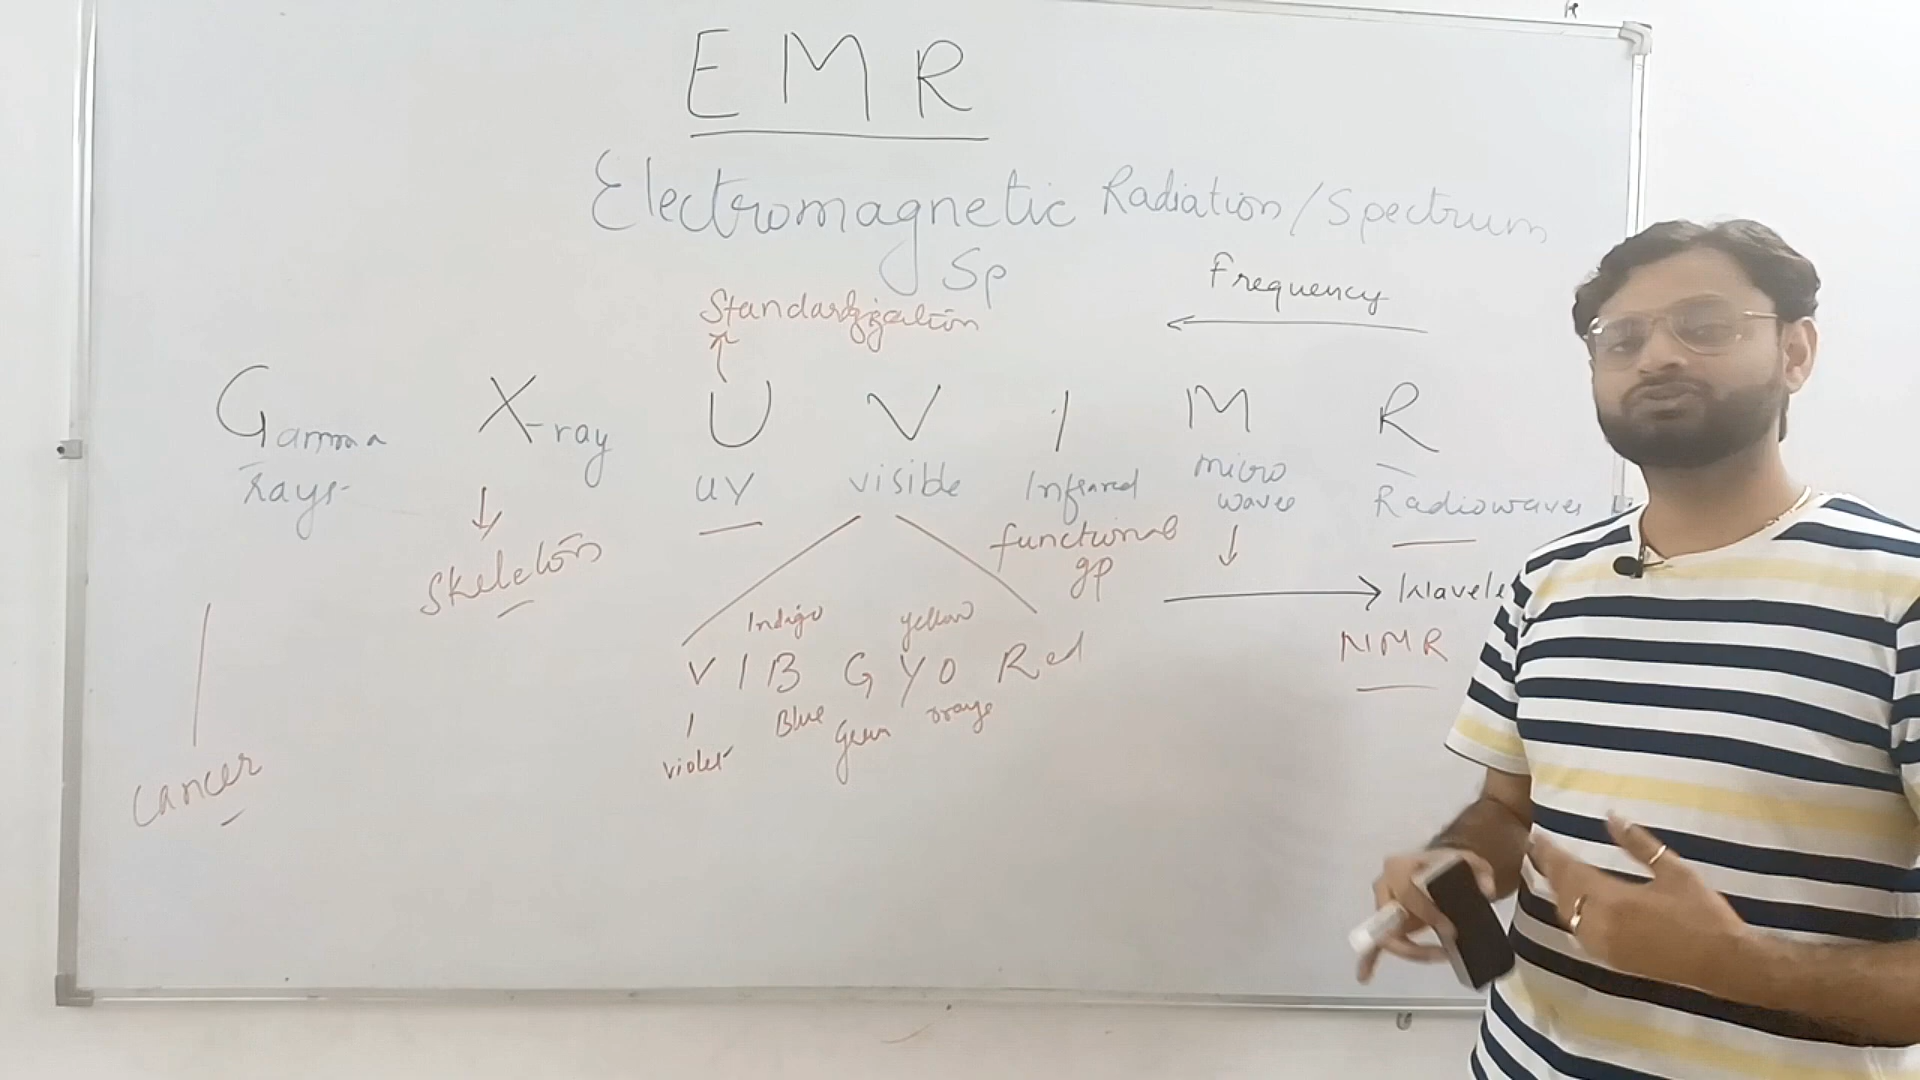 EMR
Electromagnetic Radiation/Spectrum
Sp
Frequency
Standardization
G X-ray U V I M R
Gamma rays
UV
visible
Infrared
micro waves
Radiowaves
functional gp
Skeleton
Wavele
NMR
Indigo
yellow
V I B G Y O Red
Blue
Green
orange
violet
cancer